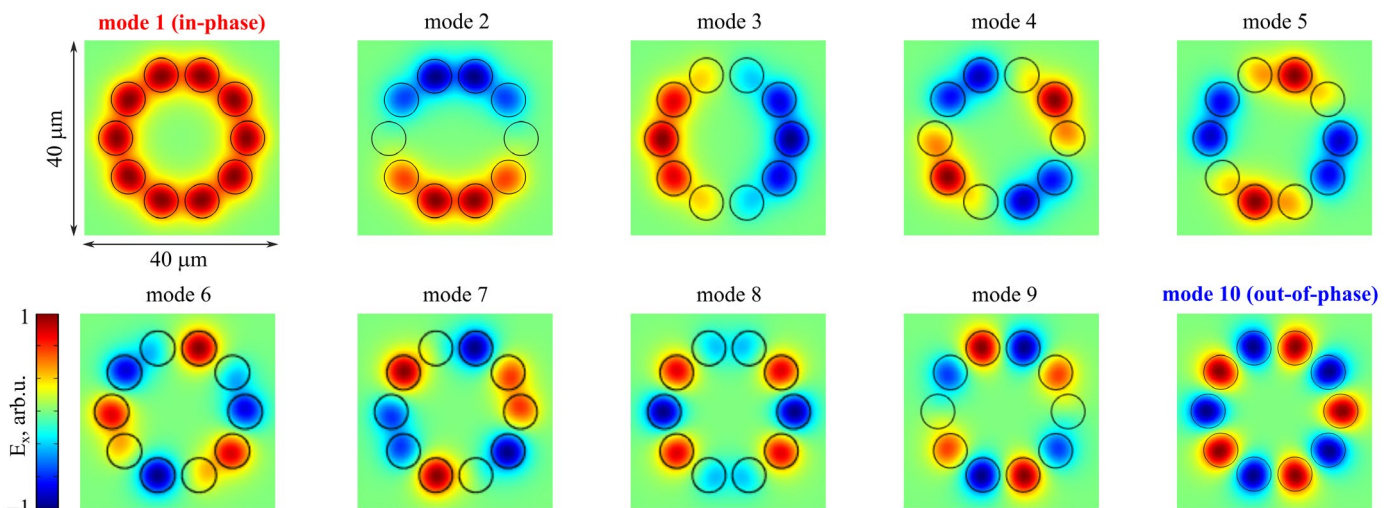 mode 1 (in-phase)
mode 2
mode 3
mode 4
mode 5
40 μm
40 μm
mode 6
mode 7
mode 8
mode 9
mode 10 (out-of-phase)
1
E_x, arb.u.
-1